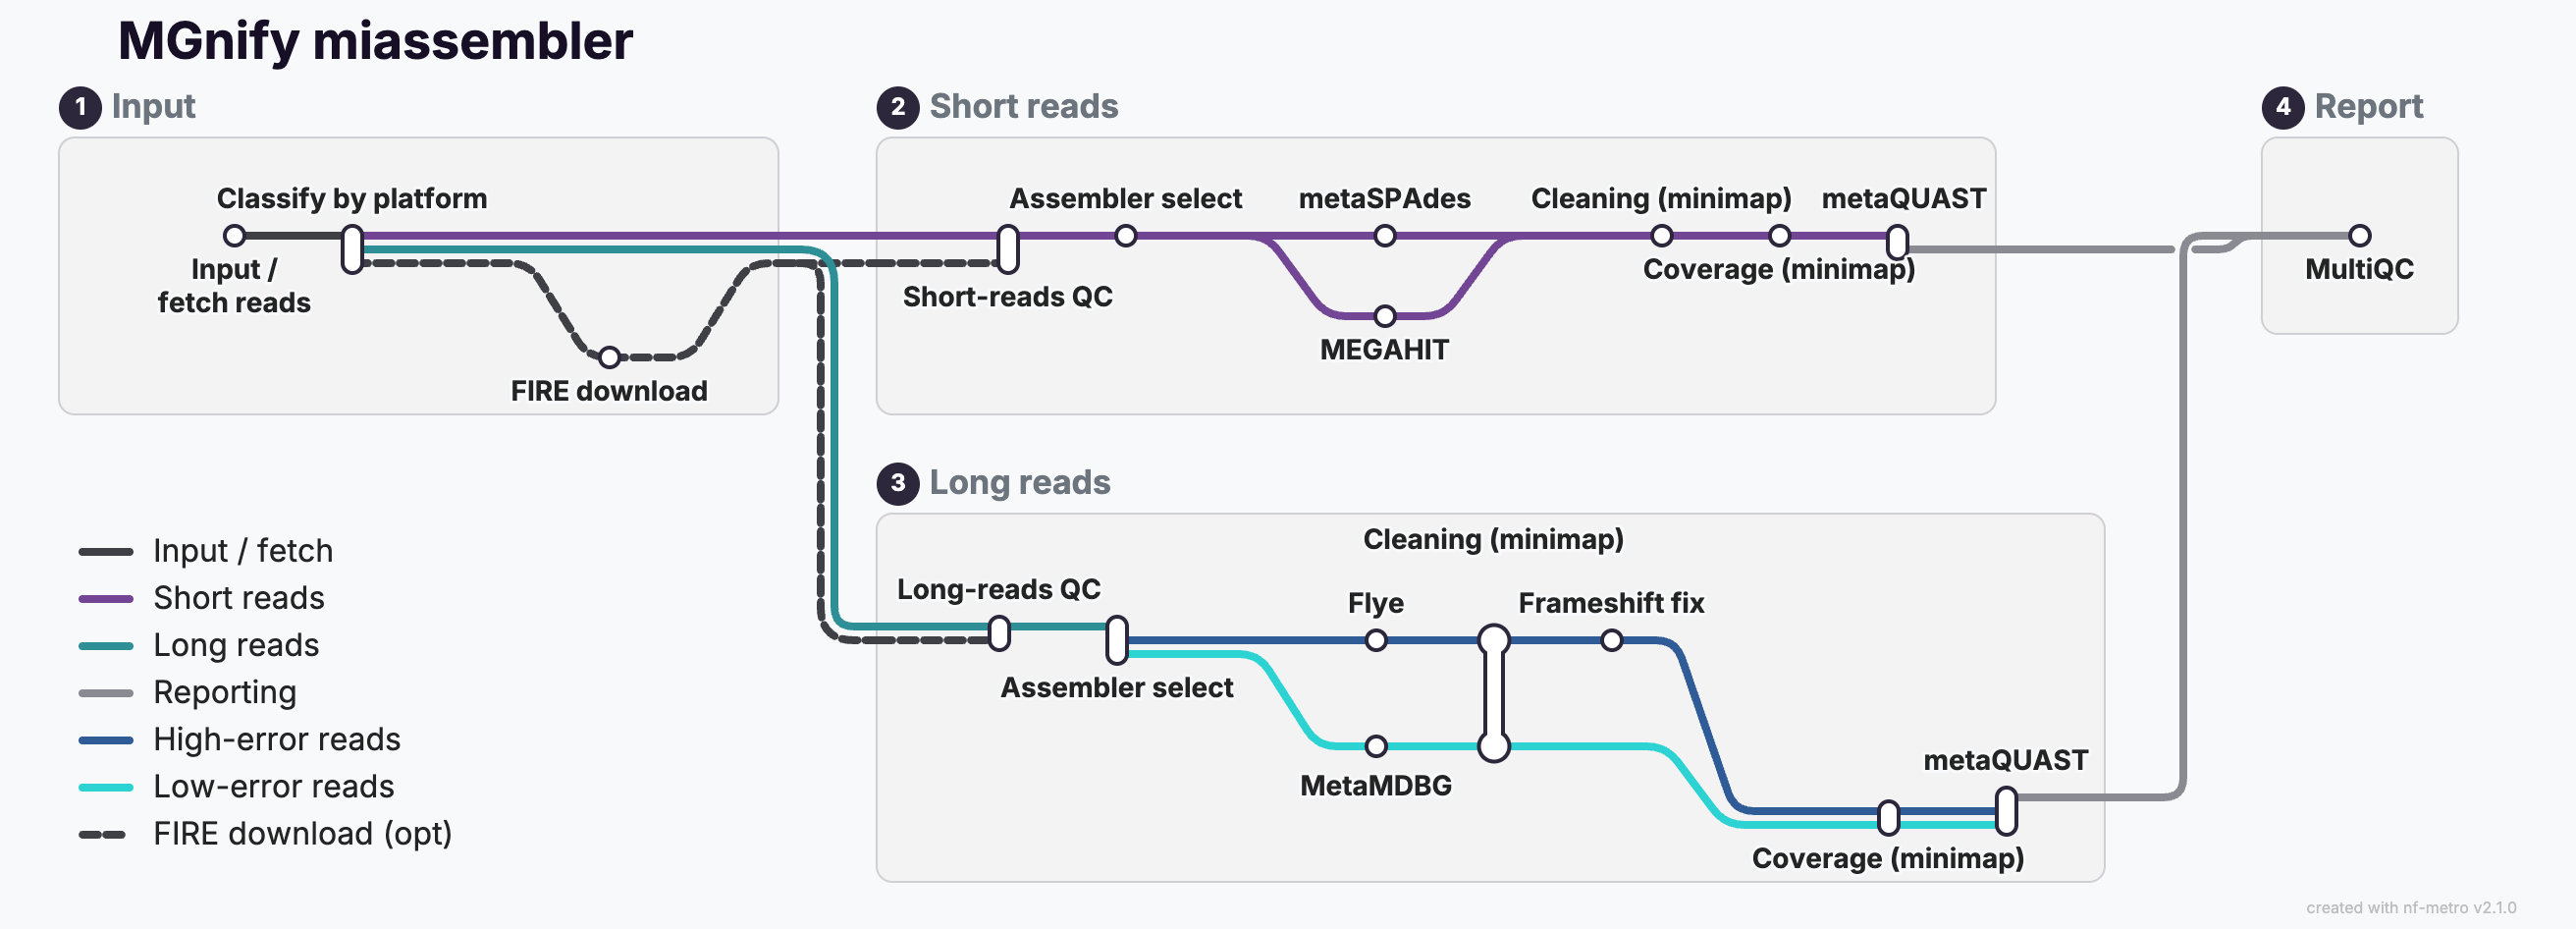 MGnify miassembler
1 Input
Classify by platform
Input /
fetch reads
FIRE download
2 Short reads
Assembler select
metaSPAdes
Cleaning (minimap)
metaQUAST
Short-reads QC
Coverage (minimap)
MEGAHIT
4 Report
MultiQC
3 Long reads
Cleaning (minimap)
Long-reads QC
Flye
Frameshift fix
Assembler select
MetaMDBG
metaQUAST
Coverage (minimap)
Input / fetch
Short reads
Long reads
Reporting
High-error reads
Low-error reads
FIRE download (opt)
created with nf-metro v2.1.0